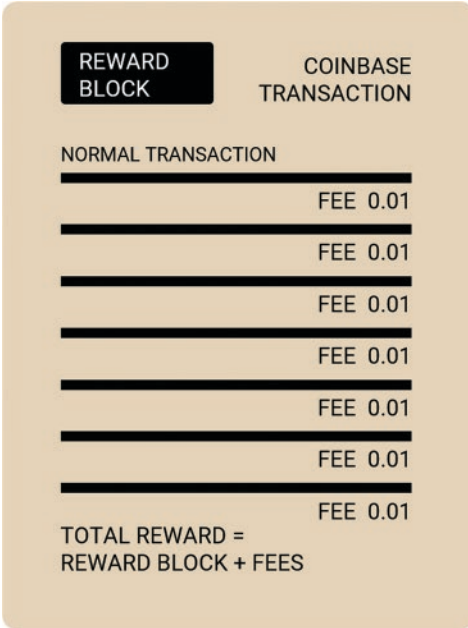 REWARD
BLOCK
COINBASE
TRANSACTION
NORMAL TRANSACTION
FEE 0.01
FEE 0.01
FEE 0.01
FEE 0.01
FEE 0.01
FEE 0.01
FEE 0.01
TOTAL REWARD =
REWARD BLOCK + FEES